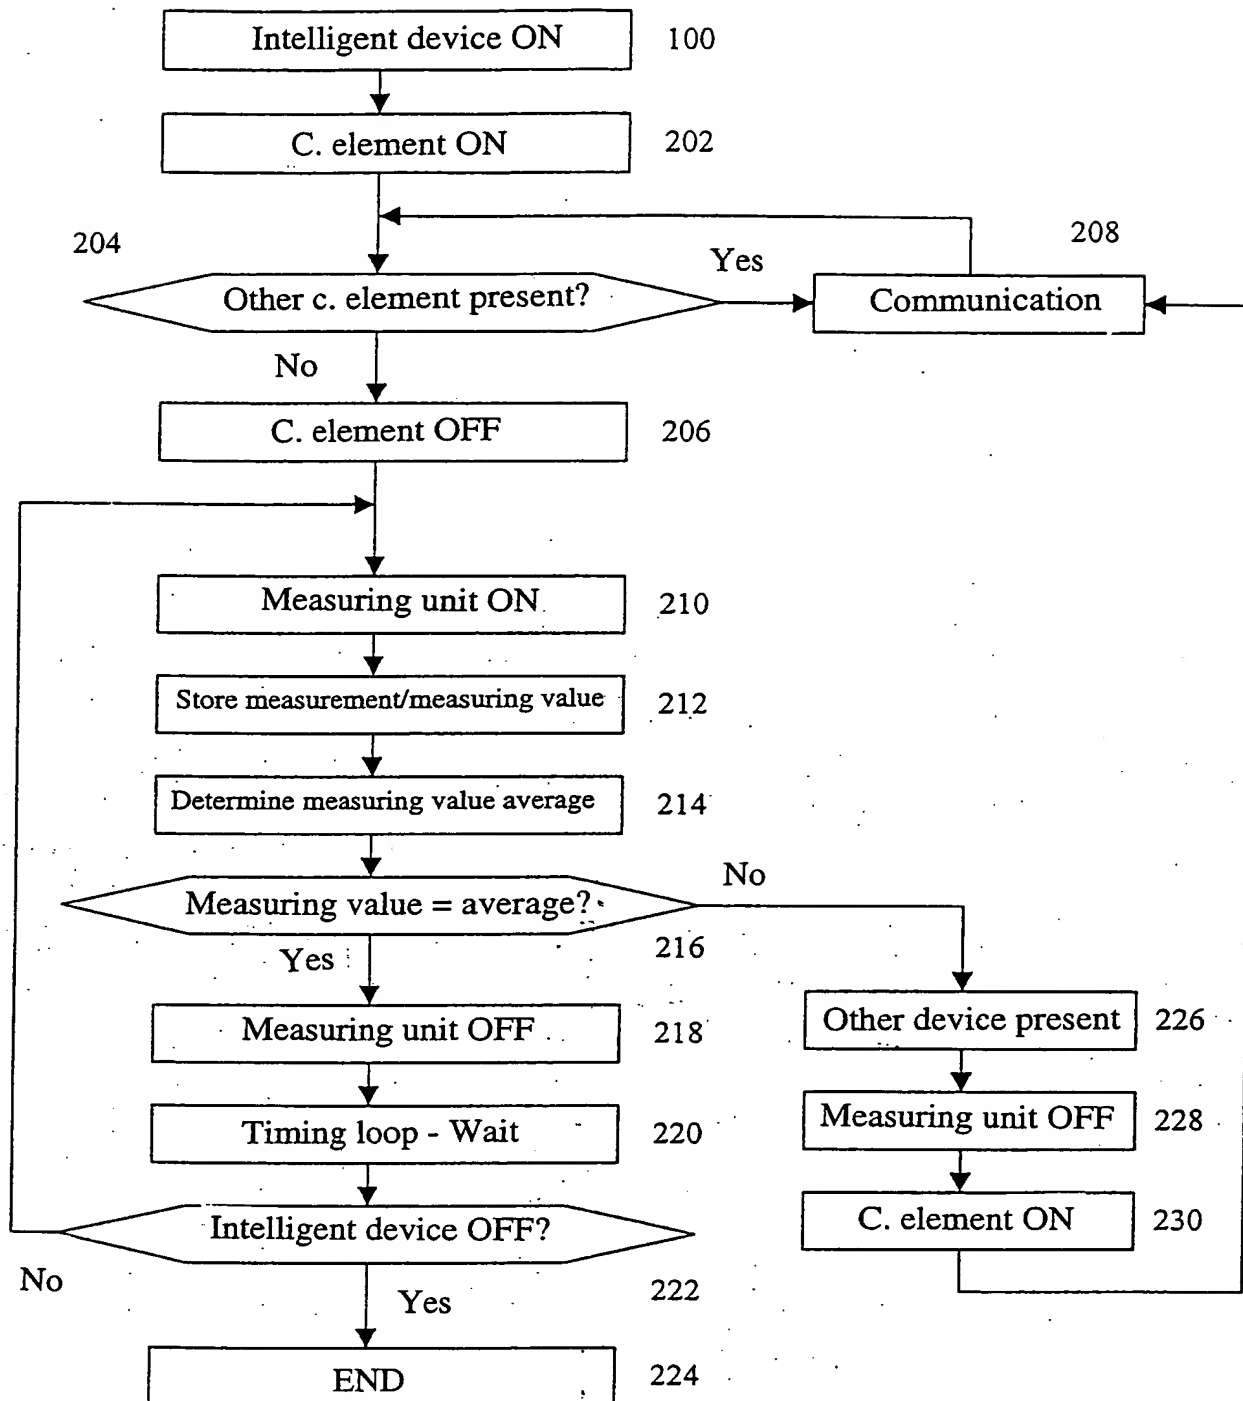 Intelligent device ON 100
C. element ON 202
204
Other c. element present?
Yes
208
Communication
No
C. element OFF 206
Measuring unit ON 210
Store measurement/measuring value 212
Determine measuring value average 214
Measuring value = average?
No
216
Yes
Measuring unit OFF 218
Other device present 226
Timing loop - Wait 220
Measuring unit OFF 228
Intelligent device OFF?
C. element ON 230
No
222
Yes
END 224